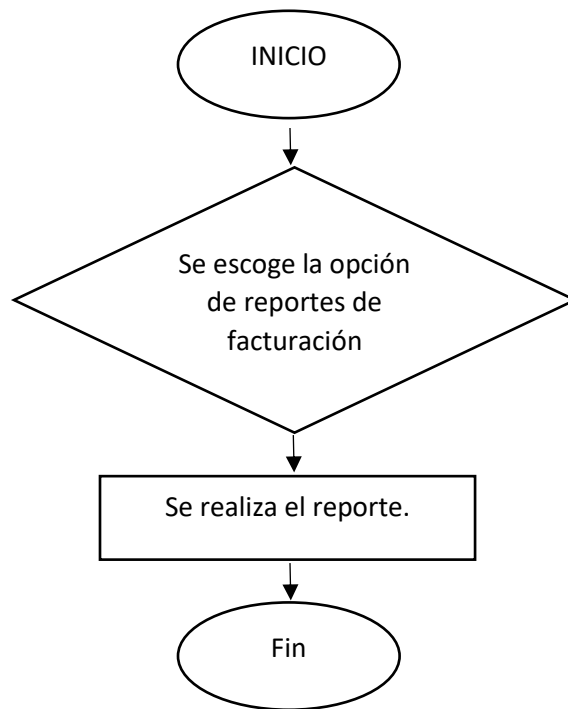 INICIO
Se escoge la opción
de reportes de
facturación
Se realiza el reporte.
Fin